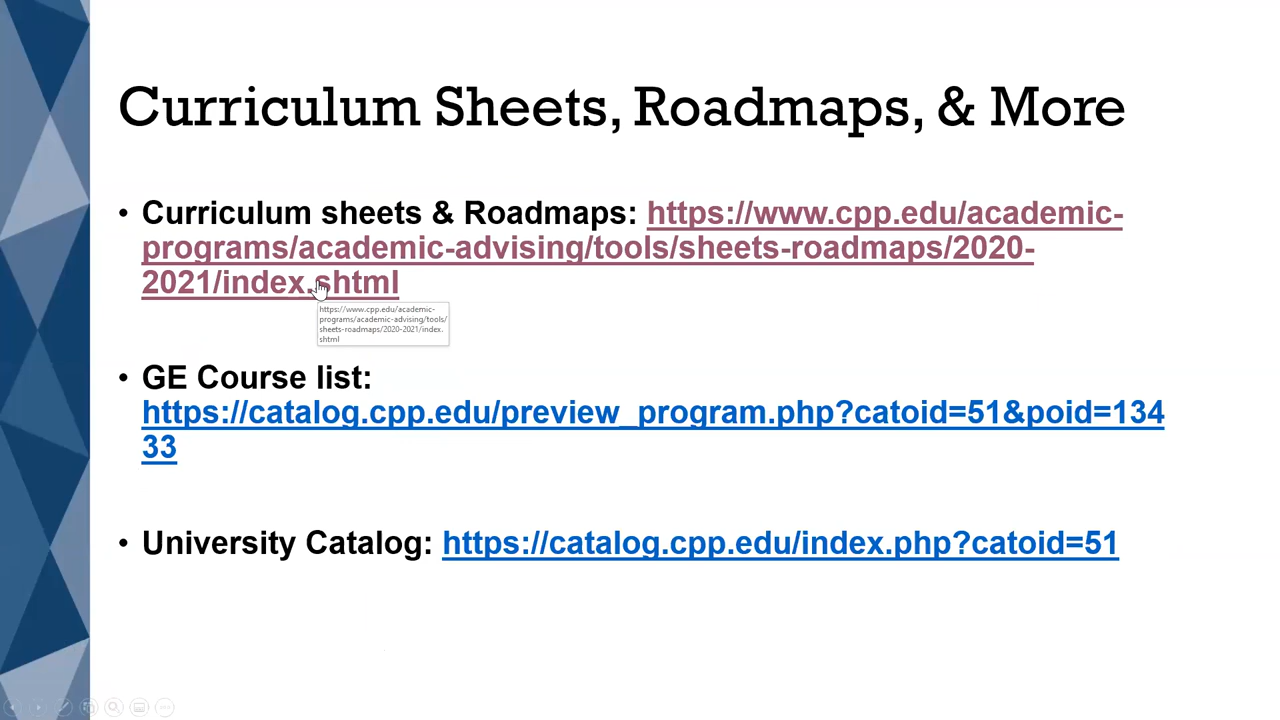 Curriculum Sheets, Roadmaps, & More
• Curriculum sheets & Roadmaps: https://www.cpp.edu/academic-
programs/academic-advising/tools/sheets-roadmaps/2020-
2021/index.shtml
https://www.cpp.edu/academic-
programs/academic-advising/tools/
sheets-roadmaps/2020-2021/index.
shtml
• GE Course list:
https://catalog.cpp.edu/preview_program.php?catoid=51&poid=134
33
• University Catalog: https://catalog.cpp.edu/index.php?catoid=51